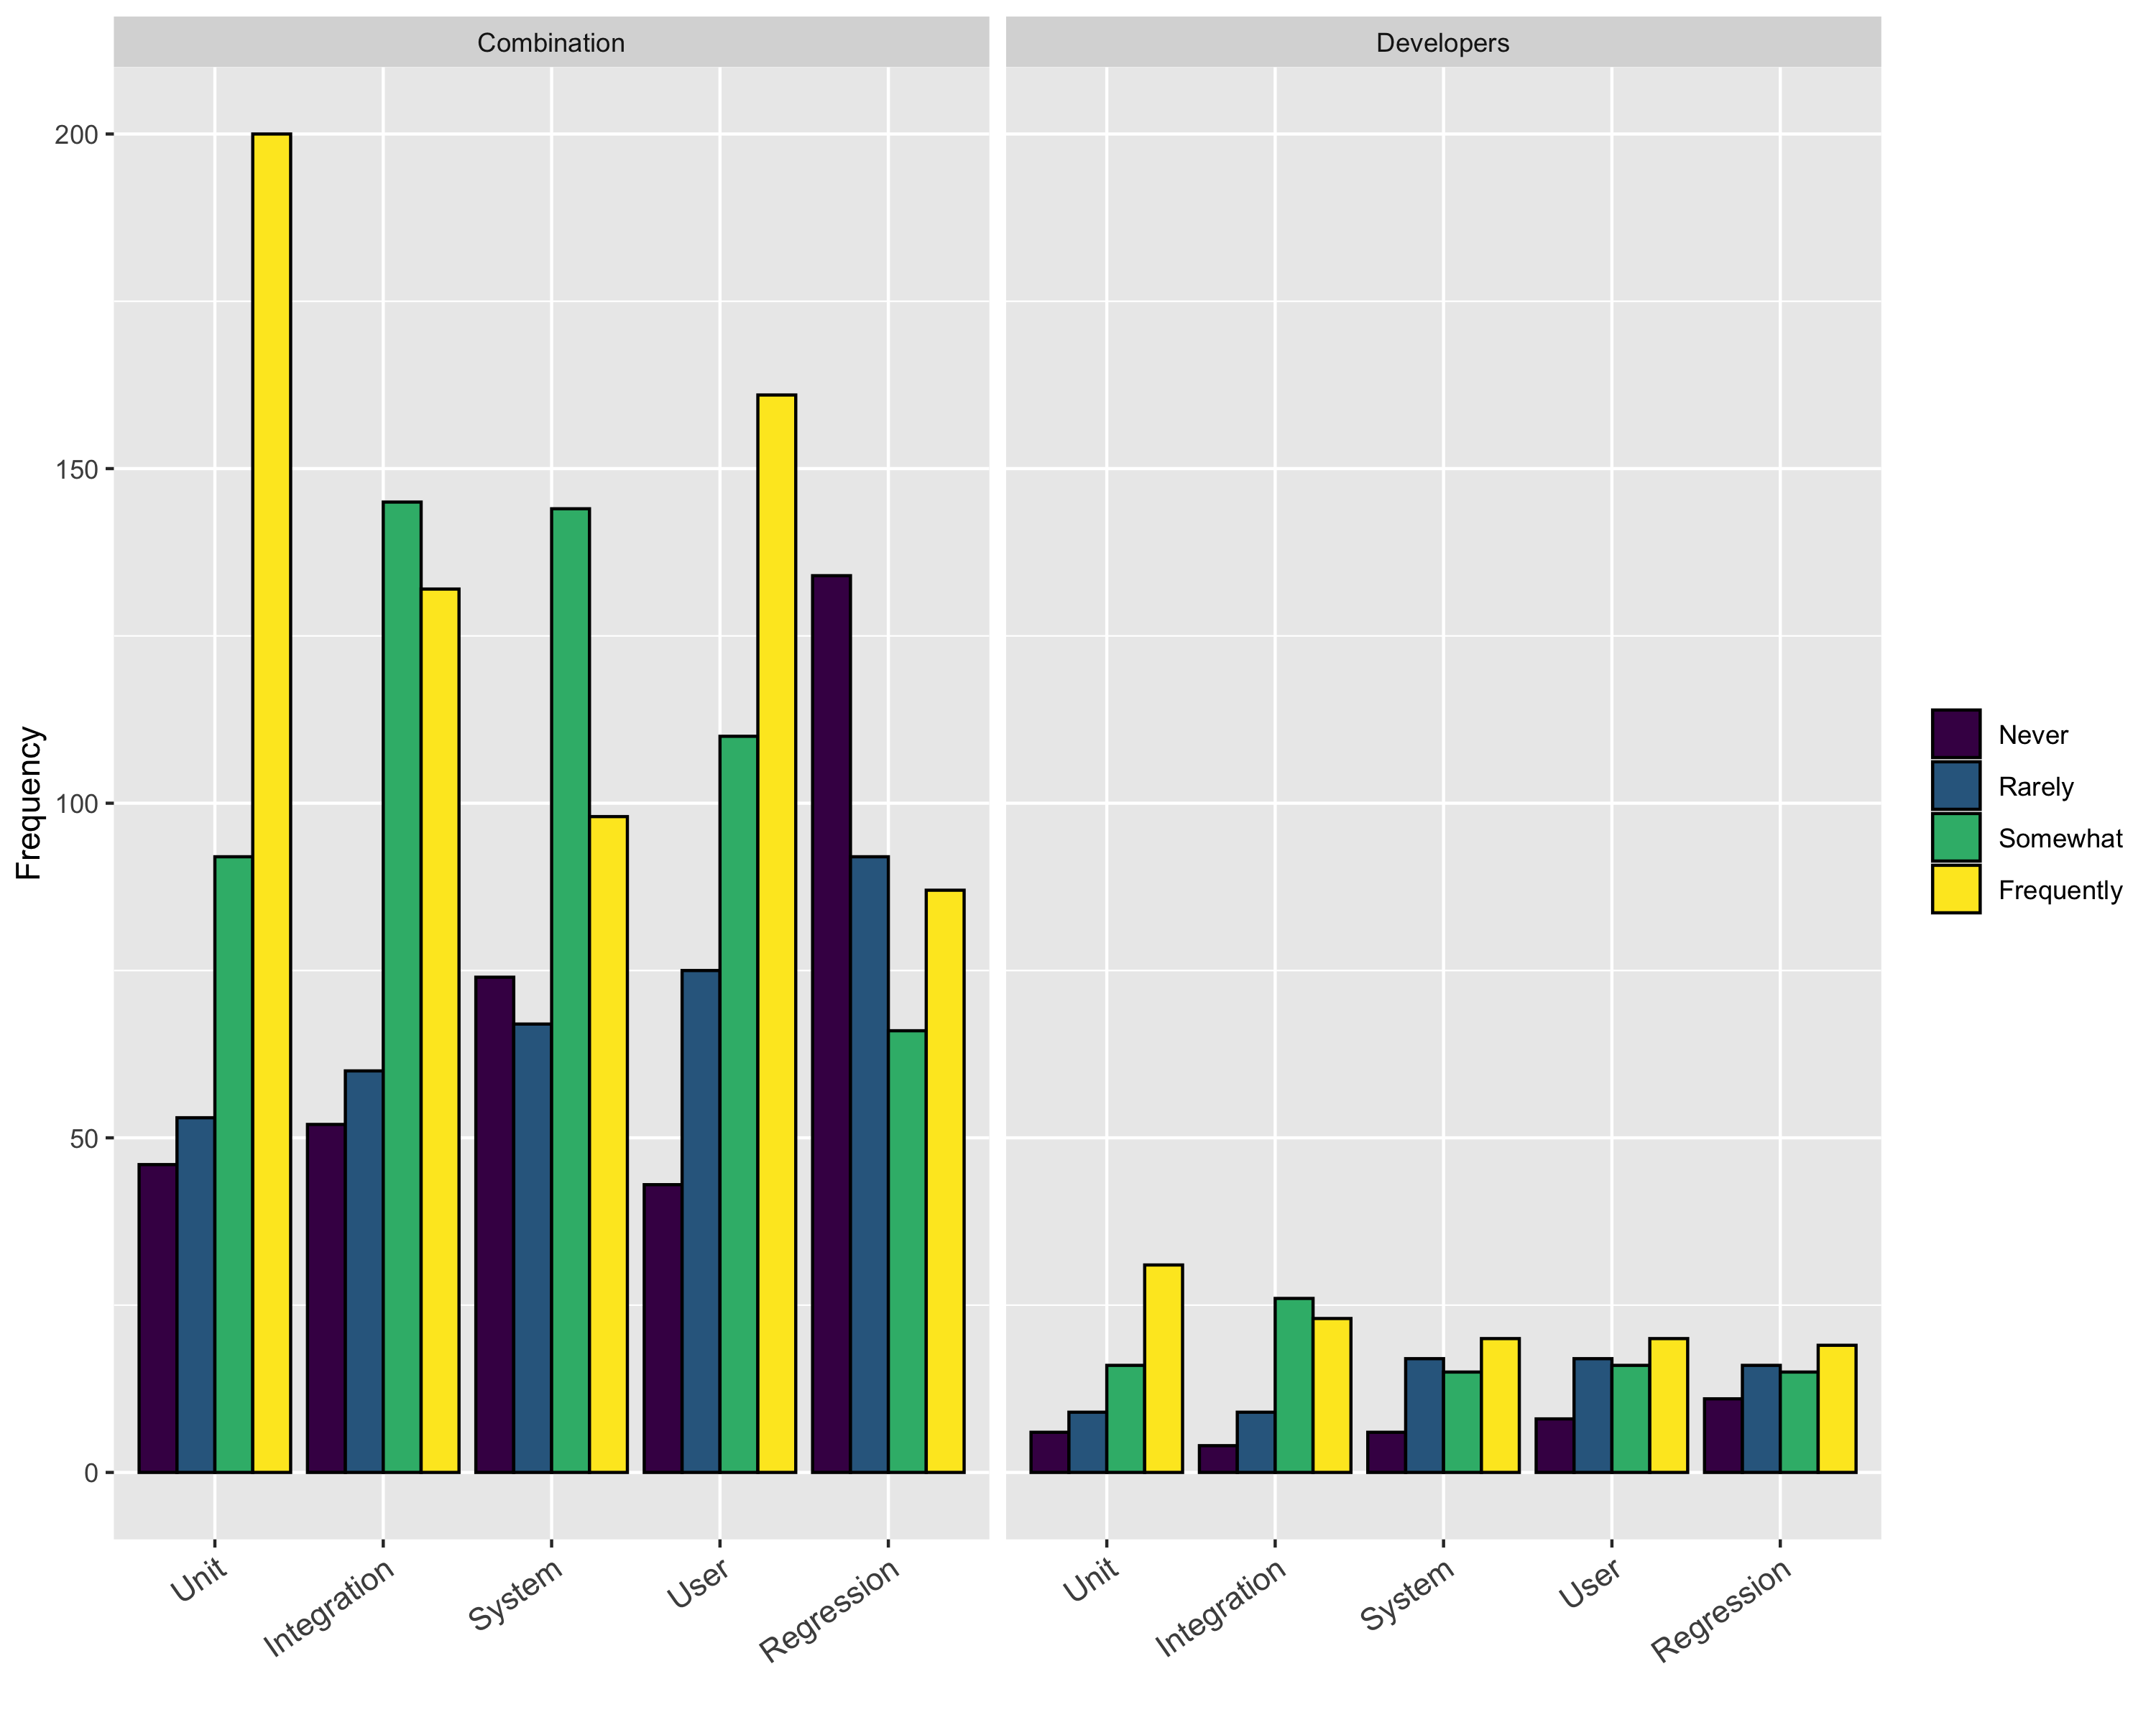 Combination
Developers
Frequency
200
150
100
50
0
Unit
Integration
System
User
Regression
Unit
Integration
System
User
Regression
Never
Rarely
Somewhat
Frequently